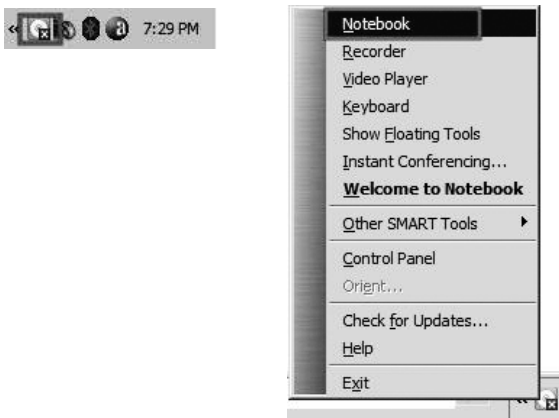 « 7:29 PM
Notebook
Recorder
Video Player
Keyboard
Show Floating Tools
Instant Conferencing...
Welcome to Notebook
Other SMART Tools
Control Panel
Orient...
Check for Updates...
Help
Exit
«